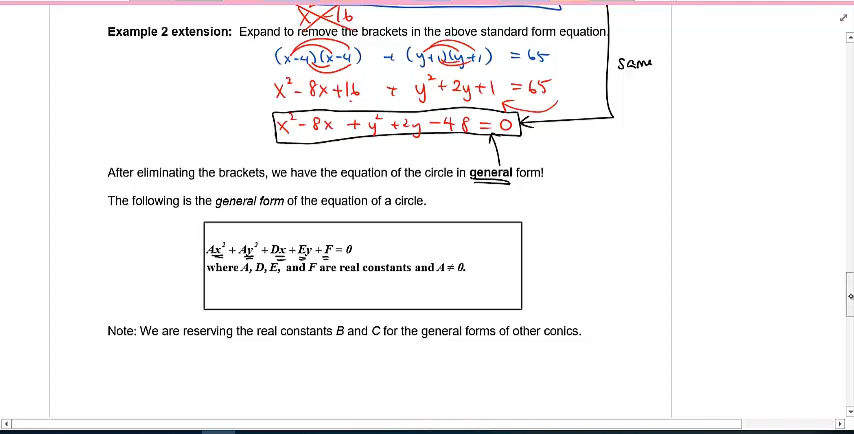 x - 16
Example 2 extension: Expand to remove the brackets in the above standard form equation.
(x-4)(x-4) + (y+1)(y+1) = 65
same
x² - 8x + 16 + y² + 2y + 1 = 65
x² - 8x + y² + 2y - 48 = 0
After eliminating the brackets, we have the equation of the circle in general form!
The following is the general form of the equation of a circle.
Ax² + Ay² + Dx + Ey + F = 0
where A, D, E, and F are real constants and A ≠ 0.
Note: We are reserving the real constants B and C for the general forms of other conics.